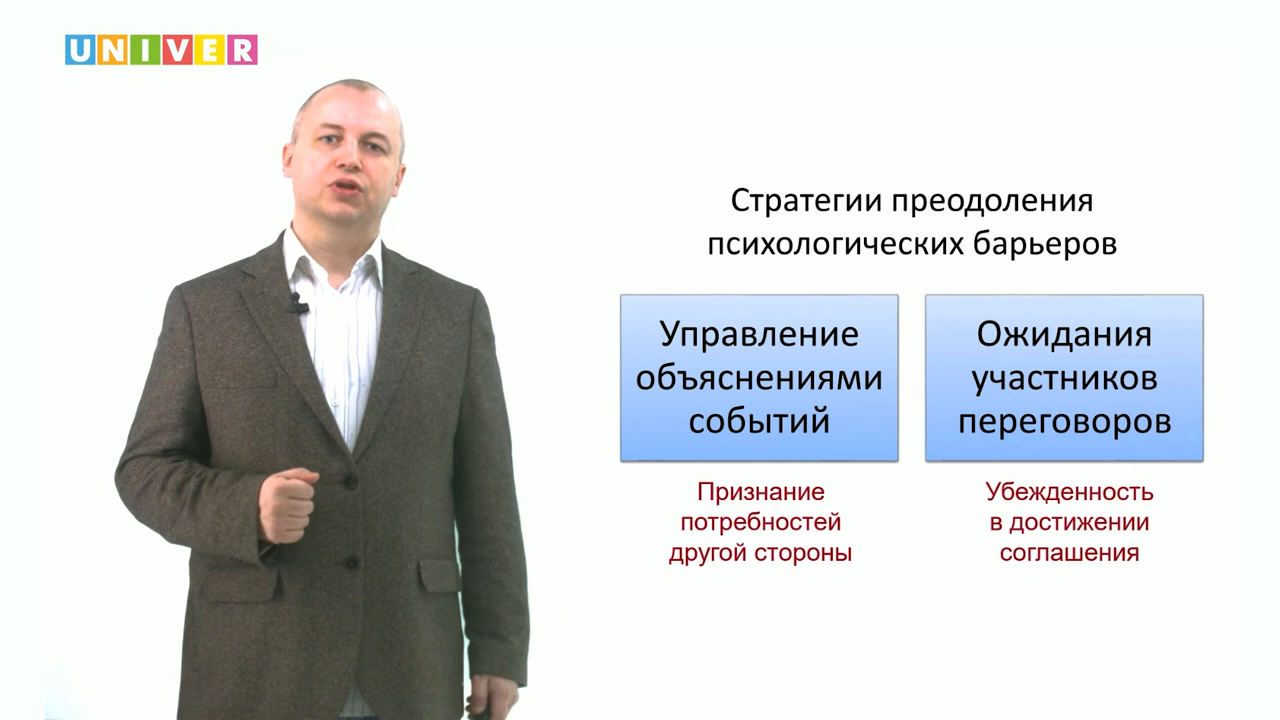 UNIVER
Стратегии преодоления
психологических барьеров
Управление
объяснениями
событий
Ожидания
участников
переговоров
Признание
потребностей
другой стороны
Убежденность
в достижении
соглашения